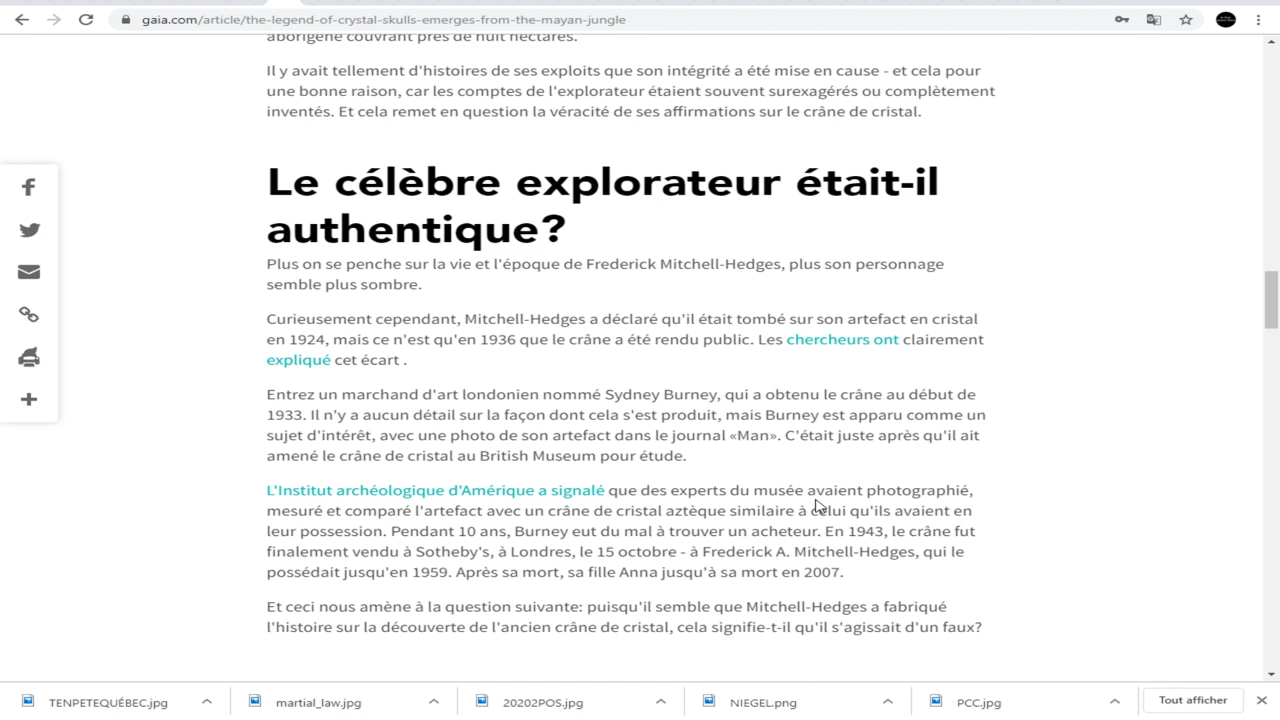 gaia.com/article/the-legend-of-crystal-skulls-emerges-from-the-mayan-jungle
aborigène couvrant près de huit hectares.
Il y avait tellement d'histoires de ses exploits que son intégrité a été mise en cause - et cela pour
une bonne raison, car les comptes de l'explorateur étaient souvent surexagérés ou complètement
inventés. Et cela remet en question la véracité de ses affirmations sur le crâne de cristal.
Le célèbre explorateur était-il
authentique?
Plus on se penche sur la vie et l'époque de Frederick Mitchell-Hedges, plus son personnage
semble plus sombre.
Curieusement cependant, Mitchell-Hedges a déclaré qu'il était tombé sur son artefact en cristal
en 1924, mais ce n'est qu'en 1936 que le crâne a été rendu public. Les chercheurs ont clairement
expliqué cet écart .
Entrez un marchand d'art londonien nommé Sydney Burney, qui a obtenu le crâne au début de
1933. Il n'y a aucun détail sur la façon dont cela s'est produit, mais Burney est apparu comme un
sujet d'intérêt, avec une photo de son artefact dans le journal «Man». C'était juste après qu'il ait
amené le crâne de cristal au British Museum pour étude.
L'Institut archéologique d'Amérique a signalé que des experts du musée avaient photographié,
mesuré et comparé l'artefact avec un crâne de cristal aztèque similaire à celui qu'ils avaient en
leur possession. Pendant 10 ans, Burney eut du mal à trouver un acheteur. En 1943, le crâne fut
finalement vendu à Sotheby's, à Londres, le 15 octobre - à Frederick A. Mitchell-Hedges, qui le
possédait jusqu'en 1959. Après sa mort, sa fille Anna jusqu'à sa mort en 2007.
Et ceci nous amène à la question suivante: puisqu'il semble que Mitchell-Hedges a fabriqué
l'histoire sur la découverte de l'ancien crâne de cristal, cela signifie-t-il qu'il s'agissait d'un faux?
TENPETEQUÉBEC.jpg martial_law.jpg 20202POS.jpg NIEGEL.png PCC.jpg Tout afficher